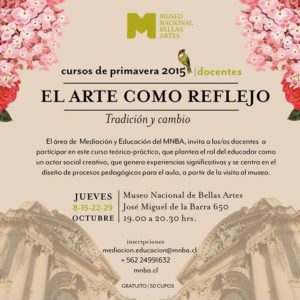 MUSEO
NACIONAL
BELLAS
ARTES
cursos de primavera 2015 | docentes
EL ARTE COMO REFLEJO
Tradición y cambio
El área de Mediación y Educación del MNBA, invita a los/as docentes a
participar en este curso teórico-práctico, que plantea el rol del educador como
un actor social creativo, que genera experiencias significativas y se centra en el
diseño de procesos pedagógicos para el aula, a partir de la visita al museo.
JUEVES
8-15-22-29
OCTUBRE
Museo Nacional de Bellas Artes
José Miguel de la Barra 650
19.00 a 20.30 hrs.
inscripciones
mediacion.educacion@mnba.cl
+ 562 24991632
mnba.cl
GRATUITO | 50 CUPOS